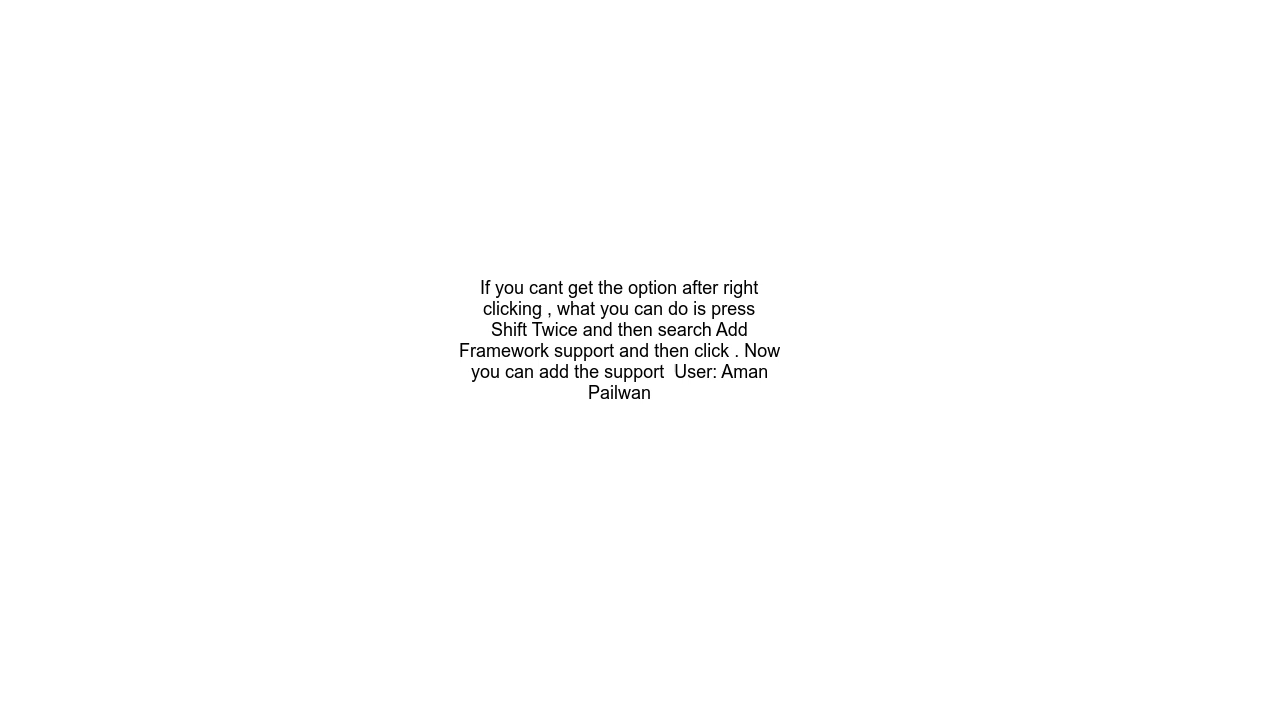 If you cant get the option after right
clicking , what you can do is press
Shift Twice and then search Add
Framework support and then click . Now
you can add the support  User: Aman
Pailwan